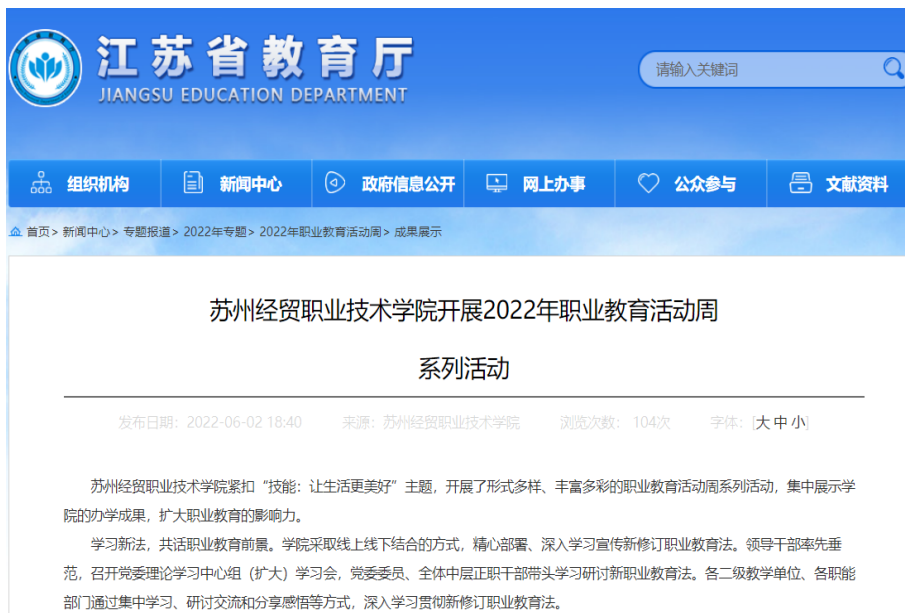 江苏省教育厅
JIANGSU EDUCATION DEPARTMENT
请输入关键词
组织机构 新闻中心 政府信息公开 网上办事 公众参与 文献资料
首页> 新闻中心> 专题报道> 2022年专题> 2022年职业教育活动周> 成果展示
苏州经贸职业技术学院开展2022年职业教育活动周
系列活动
发布日期：2022-06-02 18:40 来源：苏州经贸职业技术学院 浏览次数： 104次 字体：[大 中 小]
苏州经贸职业技术学院紧扣“技能：让生活更美好”主题，开展了形式多样、丰富多彩的职业教育活动周系列活动，集中展示学
院的办学成果，扩大职业教育的影响力。
学习新法，共话职业教育前景。学院采取线上线下结合的方式，精心部署、深入学习宣传新修订职业教育法。领导干部率先垂
范，召开党委理论学习中心组（扩大）学习会，党委委员、全体中层正职干部带头学习研讨新职业教育法。各二级教学单位、各职能
部门通过集中学习、研讨交流和分享感悟等方式，深入学习贯彻新修订职业教育法。